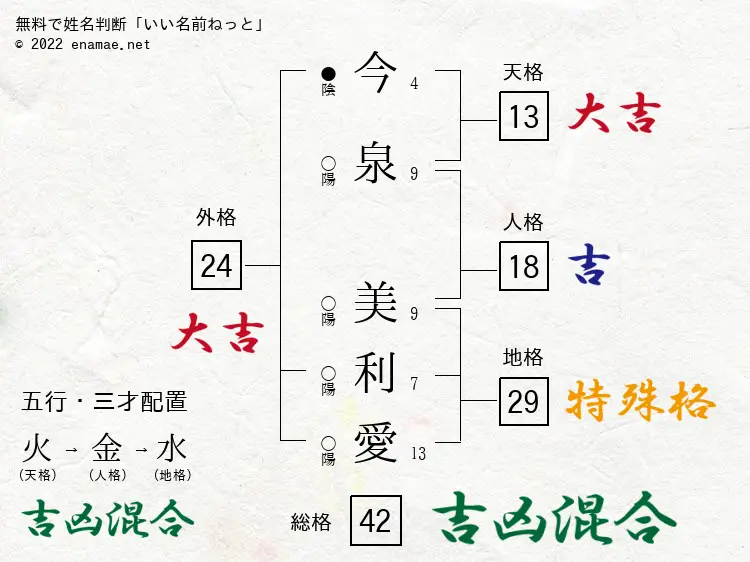 無料で姓名判断「いい名前ねっと」
© 2022 enamae.net
●陰 今 4
○陽 泉 9
天格
13 大吉
外格
24
大吉
人格
18 吉
○陽 美 9
○陽 利 7
○陽 愛 13
地格
29 特殊格
五行・三才配置
火 → 金 → 水
(天格) (人格) (地格)
吉凶混合
総格 42 吉凶混合